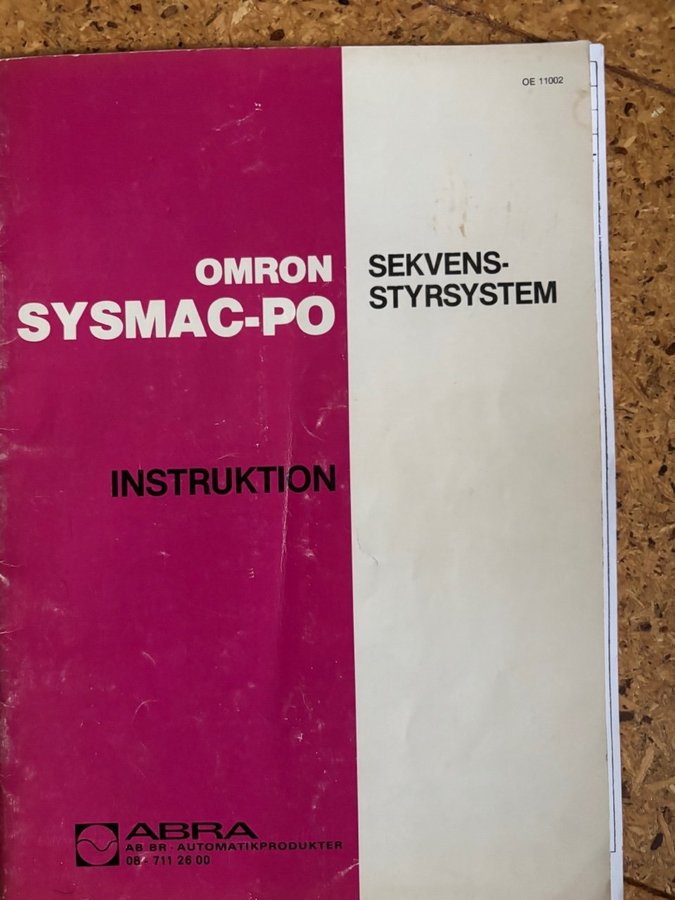 OE 11002
OMRON
SYSMAC-PO
SEKVENS-
STYRSYSTEM
INSTRUKTION
ABRA
AB BR-AUTOMATIKPRODUKTER
08-711 26 00